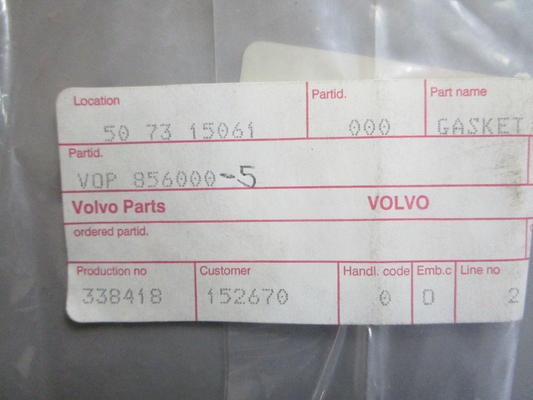 Location Partid. Part name
50 73 15061 000 GASKET
Partid.
VOP 856000-5
Volvo Parts VOLVO
ordered partid.
Production no Customer Handl. code Emb.c Line no
338418 152670 0 0 2